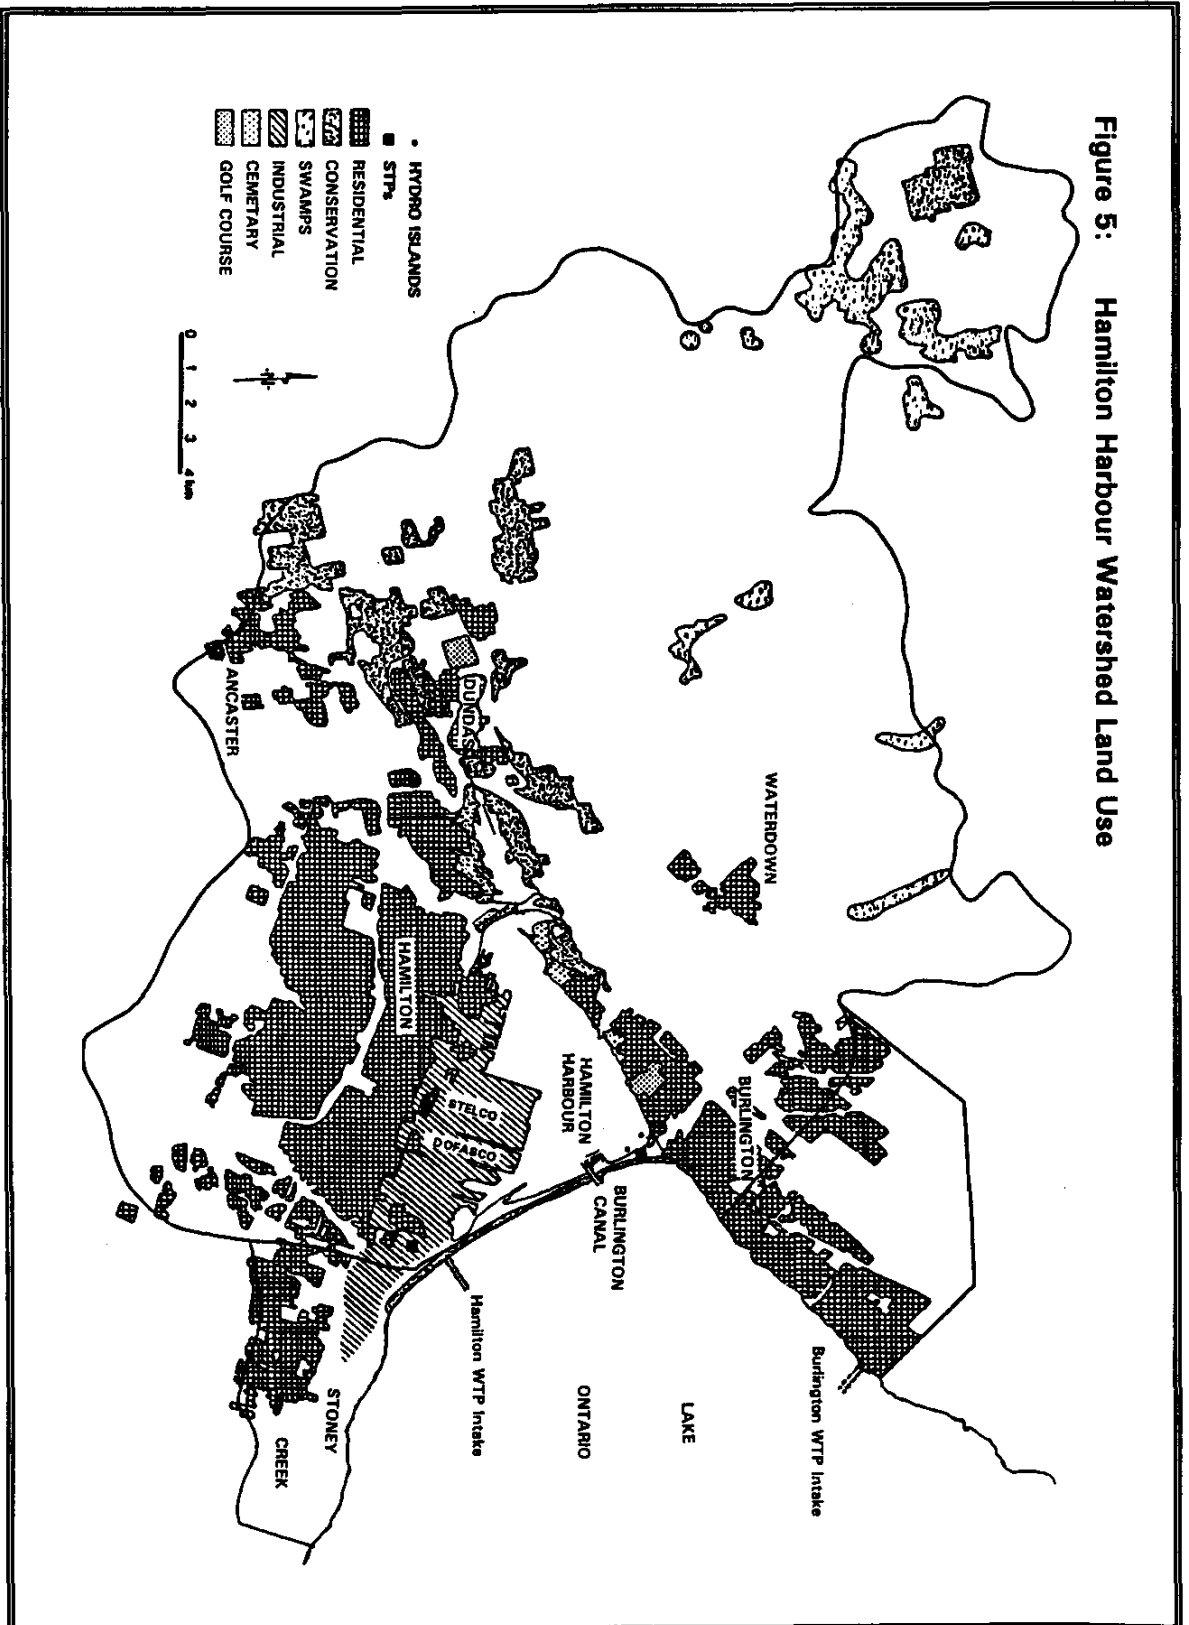 Figure 5: Hamilton Harbour Watershed Land Use
WATERDOWN
BURLINGTON
Burlington WTP Intake
LAKE
ONTARIO
HAMILTON
HARBOUR
BURLINGTON
CANAL
DUNDAS
HAMILTON
STELCO
DOFASCO
Hamilton WTP Intake
ANCASTER
STONEY
CREEK
HYDRO ISLANDS
STPs
RESIDENTIAL
CONSERVATION
SWAMPS
INDUSTRIAL
CEMETARY
GOLF COURSE
-N-
0 1 2 3 4 km